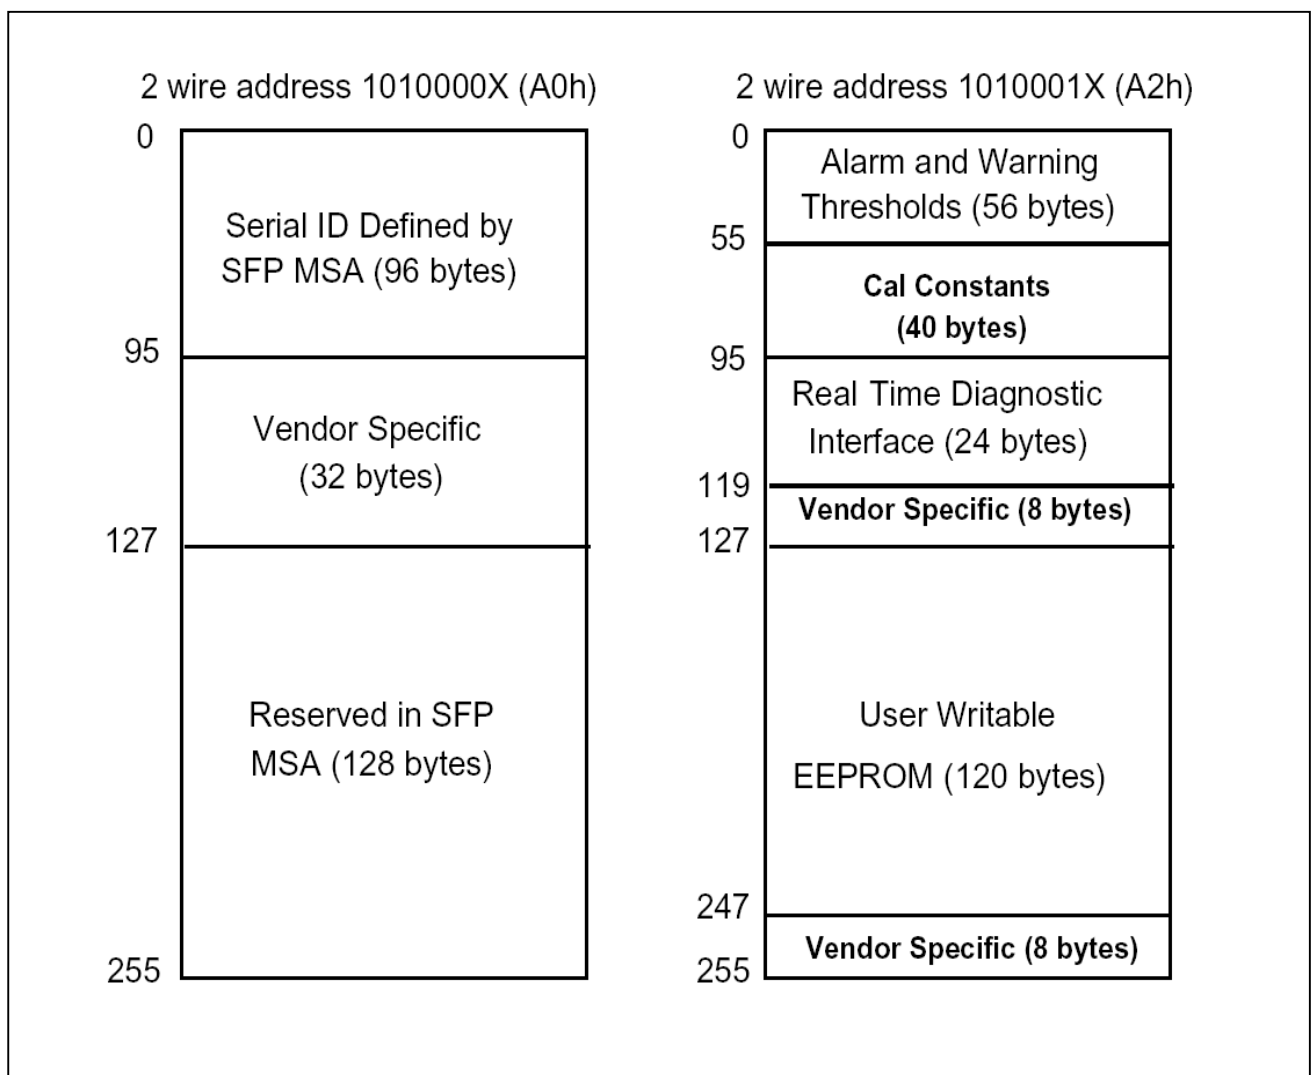 2 wire address 1010000X (A0h)
0
Serial ID Defined by
SFP MSA (96 bytes)
95
Vendor Specific
(32 bytes)
127
Reserved in SFP
MSA (128 bytes)
255
2 wire address 1010001X (A2h)
0
Alarm and Warning
Thresholds (56 bytes)
55
Cal Constants
(40 bytes)
95
Real Time Diagnostic
Interface (24 bytes)
119
Vendor Specific (8 bytes)
127
User Writable
EEPROM (120 bytes)
247
Vendor Specific (8 bytes)
255